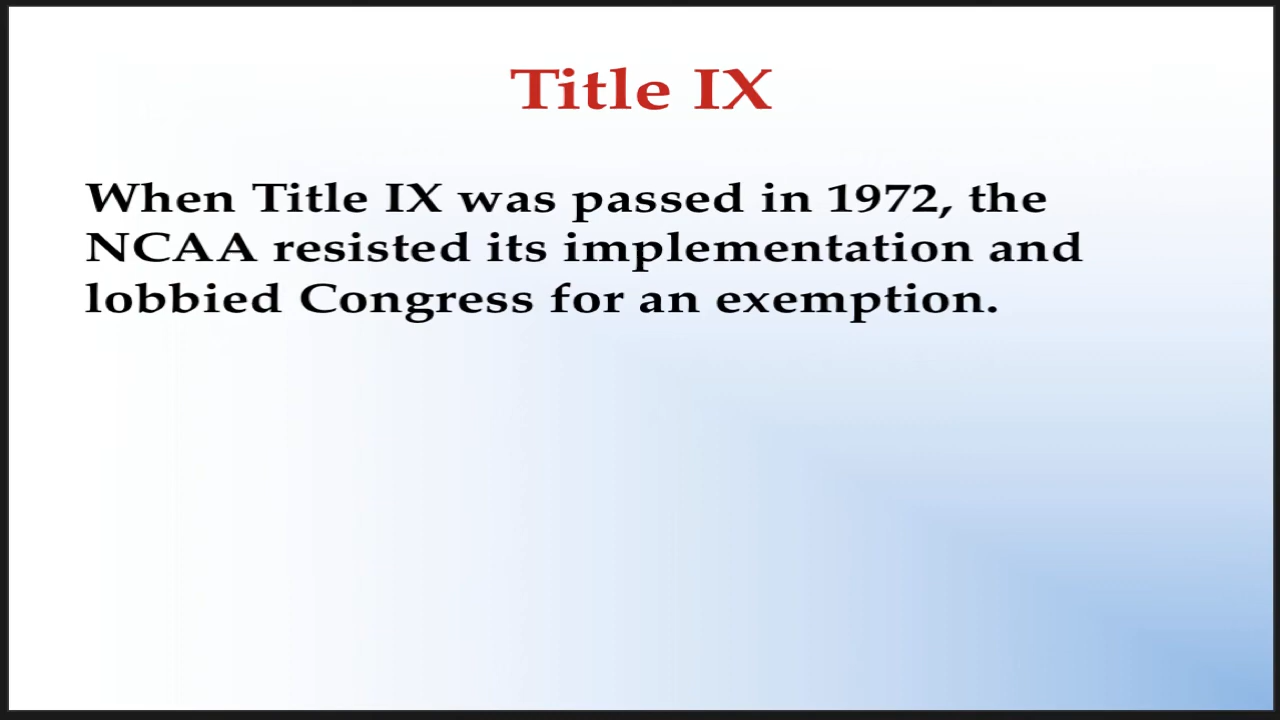 Title IX
When Title IX was passed in 1972, the
NCAA resisted its implementation and
lobbied Congress for an exemption.